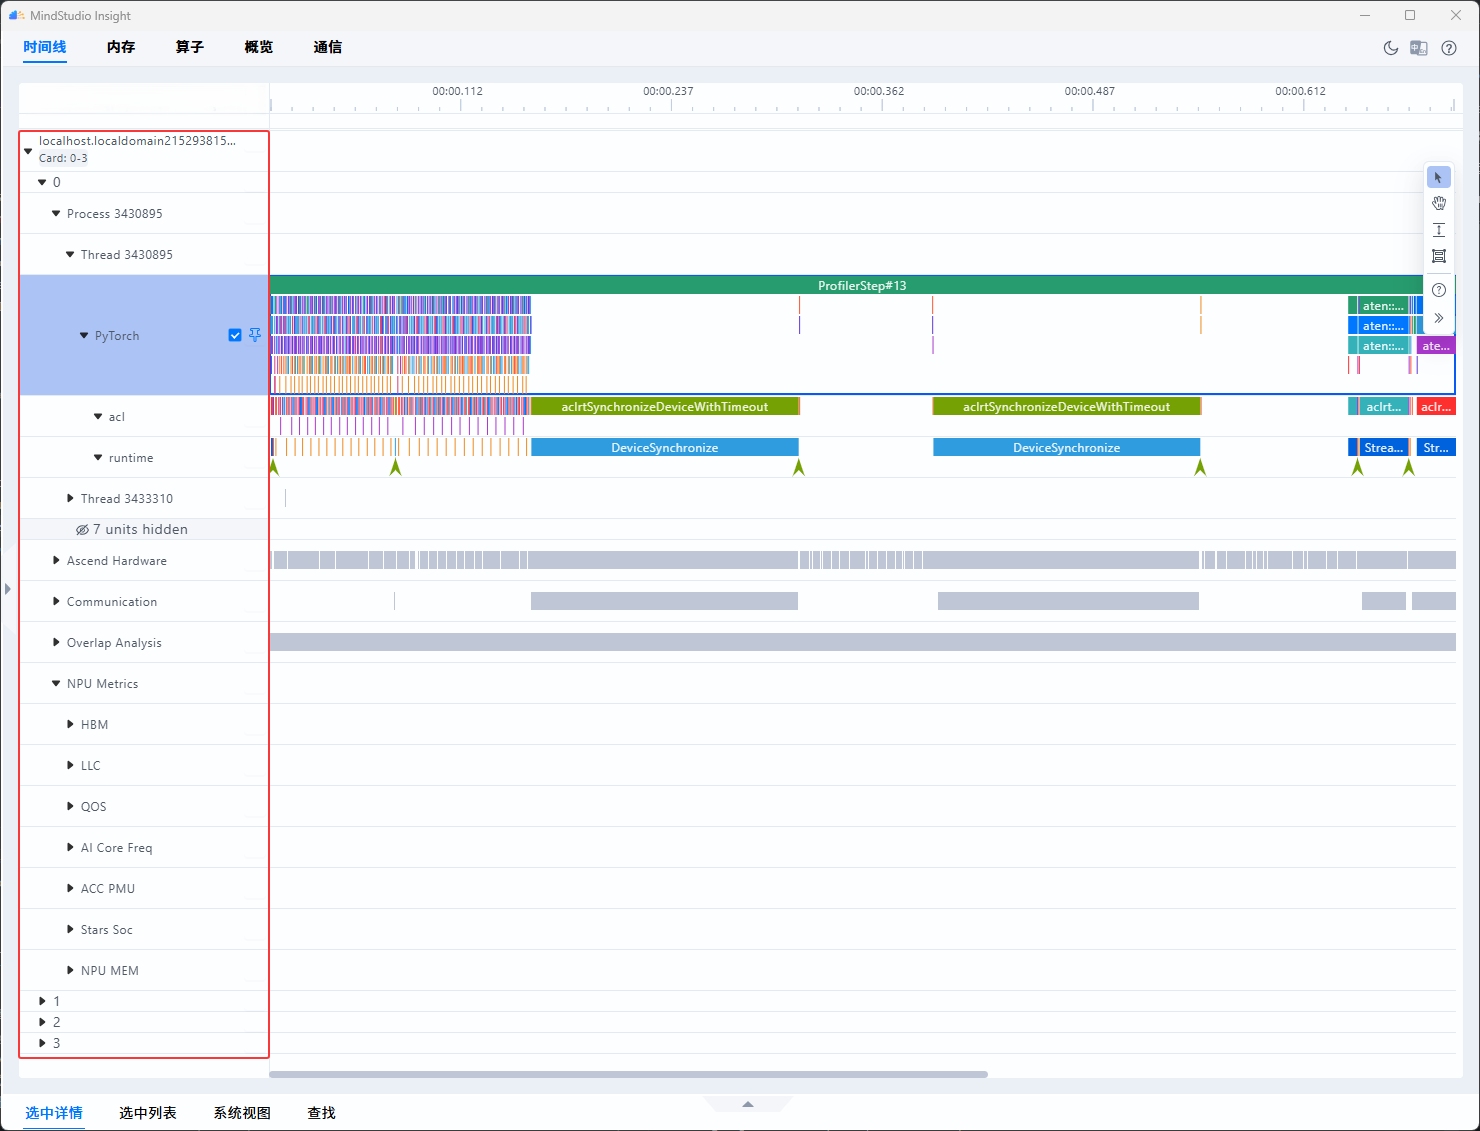 MindStudio Insight
时间线 内存 算子 概览 通信
00:00.112 00:00.237 00:00.362 00:00.487 00:00.612
localhost.localdomain215293815...
Card: 0-3
0
Process 3430895
Thread 3430895
ProfilerStep#13
aten::...
aten::...
PyTorch
aten::... ate...
acl aclrtSynchronizeDeviceWithTimeout aclrtSynchronizeDeviceWithTimeout aclrt... aclr...
runtime DeviceSynchronize DeviceSynchronize Strea... Str...
Thread 3433310
7 units hidden
Ascend Hardware
Communication
Overlap Analysis
NPU Metrics
HBM
LLC
QOS
AI Core Freq
ACC PMU
Stars Soc
NPU MEM
1
2
3
选中详情 选中列表 系统视图 查找